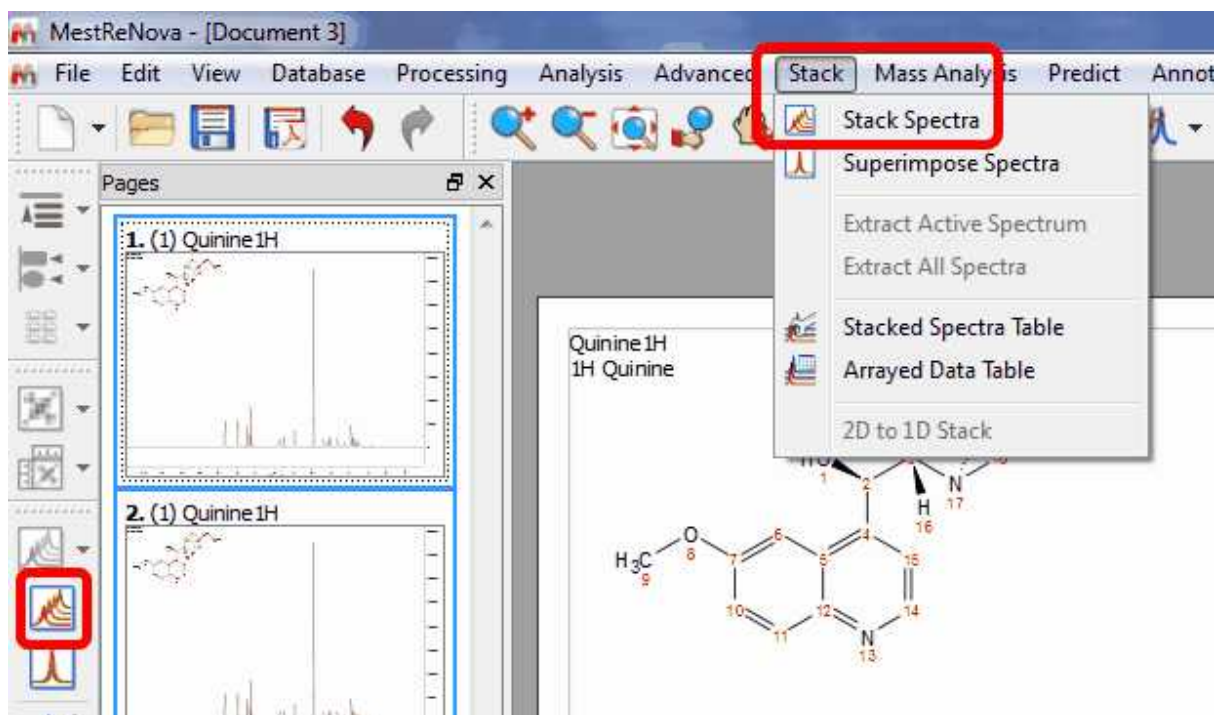 MestReNova - [Document 3]
File Edit View Database Processing Analysis Advanced Stack Mass Analysis Predict Annot
Stack Spectra
Superimpose Spectra
Extract Active Spectrum
Extract All Spectra
Stacked Spectra Table
Arrayed Data Table
2D to 1D Stack
Pages
1. (1) Quinine 1H
2. (1) Quinine 1H
Quinine 1H
1H Quinine
1
2
N
17
H
16
O
8
H3C
9
7
6
5
4
15
10
11
12
14
N
13